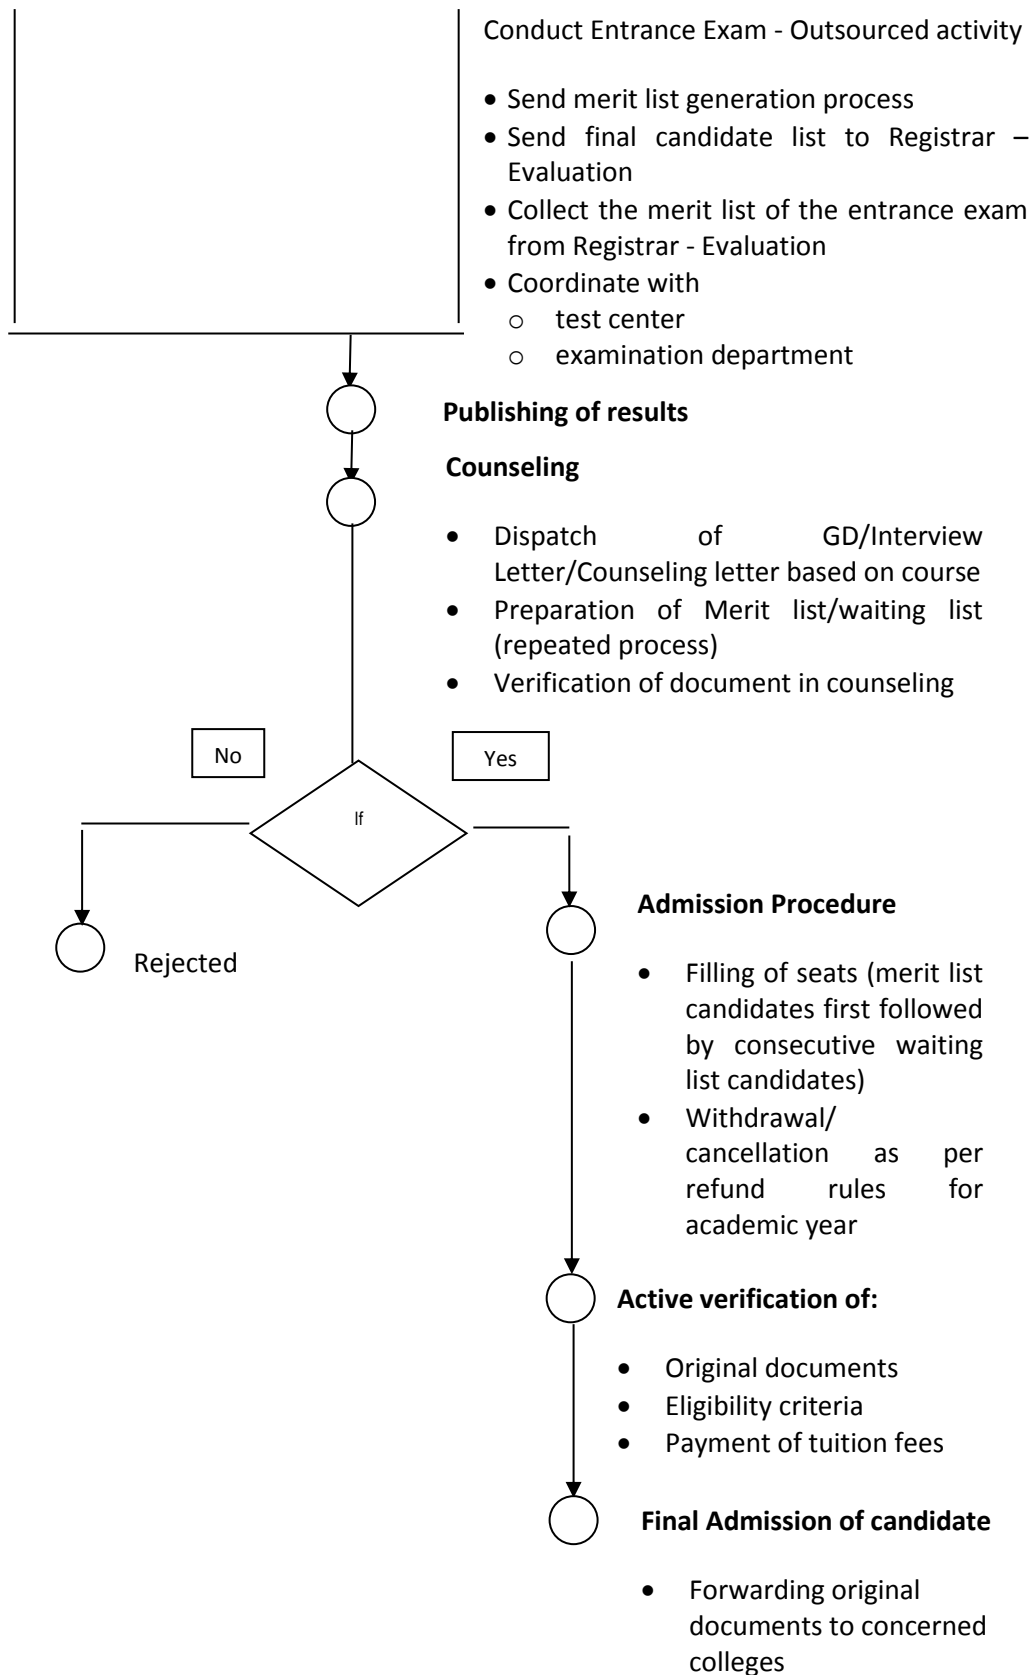 Conduct Entrance Exam - Outsourced activity
• Send merit list generation process
• Send final candidate list to Registrar –
Evaluation
• Collect the merit list of the entrance exam
from Registrar - Evaluation
• Coordinate with
o test center
o examination department
Publishing of results
Counseling
• Dispatch of GD/Interview
Letter/Counseling letter based on course
• Preparation of Merit list/waiting list
(repeated process)
• Verification of document in counseling
No
Yes
If
Rejected
Admission Procedure
• Filling of seats (merit list
candidates first followed
by consecutive waiting
list candidates)
• Withdrawal/
cancellation as per
refund rules for
academic year
Active verification of:
• Original documents
• Eligibility criteria
• Payment of tuition fees
Final Admission of candidate
• Forwarding original
documents to concerned
colleges